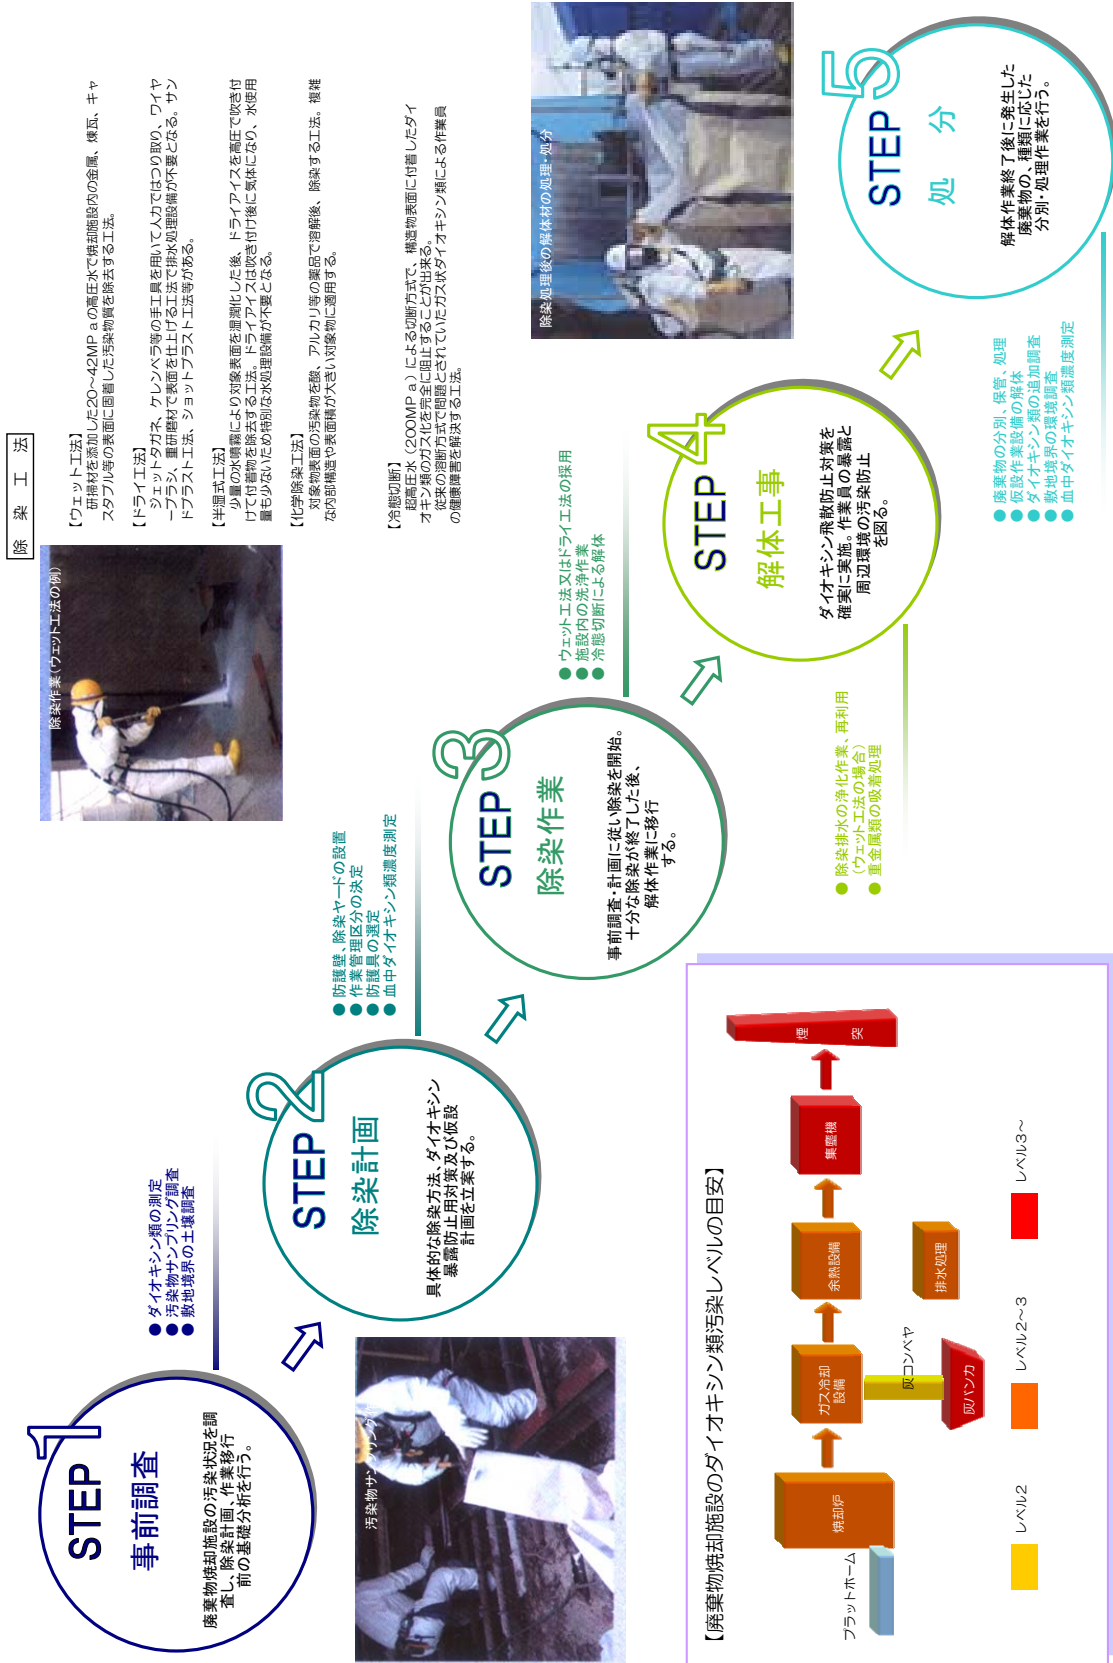 除 染 工 法
【ウェット工法】
研掃材を添加した20～42MPaの高圧水で焼却施設内の金属、煉瓦、キャ
スタブル等の表面に固着した汚染物質を除去する工法。
【ドライ工法】
ジェットタガネ、ケレンベラ等の手工具を用いて人力ではつり取り、ワイヤ
ーブラシ、重研磨材で表面を仕上げる工法で排水処理設備が不要となる。サン
ドブラスト工法、ショットブラスト工法等がある。
【半湿式工法】
少量の水噴霧により対象表面を湿潤化した後、ドライアイスを高圧で吹き付
けて付着物を除去する工法。ドライアイスは吹き付け後に気体になり、水使用
量も少ないため特別な水処理設備が不要となる。
【化学除染工法】
対象物表面の汚染物を酸、アルカリ等の薬品で溶解後、除染する工法。複雑
な内部構造や表面積が大きい対象物に適用する。
【冷態切断】
超高圧水（200MPa）による切断方式で、構造物表面に付着したダイ
オキシン類のガス化を完全に阻止することが出来る。
従来の溶断方式で問題とされていたガス状ダイオキシン類による作業員
の健康障害を解決する工法。
除染作業（ウェット工法の例）
除染処理後の解体材の処理・処分
STEP 1
事前調査
廃棄物焼却施設の汚染状況を調
査し、除染計画、作業移行
前の基礎分析を行う。
● ダイオキシン類の測定
● 汚染物サンプリング調査
● 敷地境界の土壌調査
汚染物サンプリング
STEP 2
除染計画
具体的な除染方法、ダイオキシン
暴露防止用対策及び仮設
計画を立案する。
● 防護壁、除染ヤードの設置
● 作業管理区分の決定
● 防護具の選定
● 血中ダイオキシン類濃度測定
STEP 3
除染作業
事前調査・計画に従い除染を開始。
十分な除染が終了した後、
解体作業に移行
する。
● ウェット工法又はドライ工法の採用
● 施設内の洗浄作業
● 冷態切断による解体
STEP 4
解体工事
ダイオキシン飛散防止対策を
確実に実施。作業員の暴露と
周辺環境の汚染防止
を図る。
● 除染排水の浄化作業、再利用
（ウェット工法の場合）
● 重金属類の吸着処理
STEP 5
処 分
解体作業終了後に発生した
廃棄物の、種類に応じた
分別・処理作業を行う。
● 廃棄物の分別、保管、処理
● 仮設作業設備の解体
● ダイオキシン類の追加調査
● 敷地境界の環境調査
● 血中ダイオキシン類濃度測定
【廃棄物焼却施設のダイオキシン類汚染レベルの目安】
プラットホーム
焼却炉
ガス冷却
設備
余熱設備
集塵機
煙
突
灰コンベヤ
灰バンカ
排水処理
レベル2
レベル2～3
レベル3～